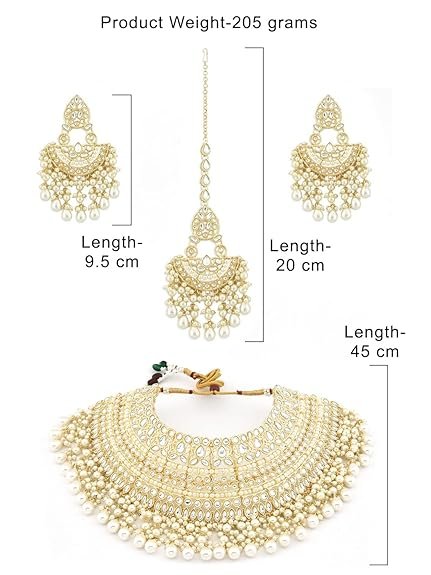 Product Weight-205 grams
Length-
9.5 cm
Length-
20 cm
Length-
45 cm